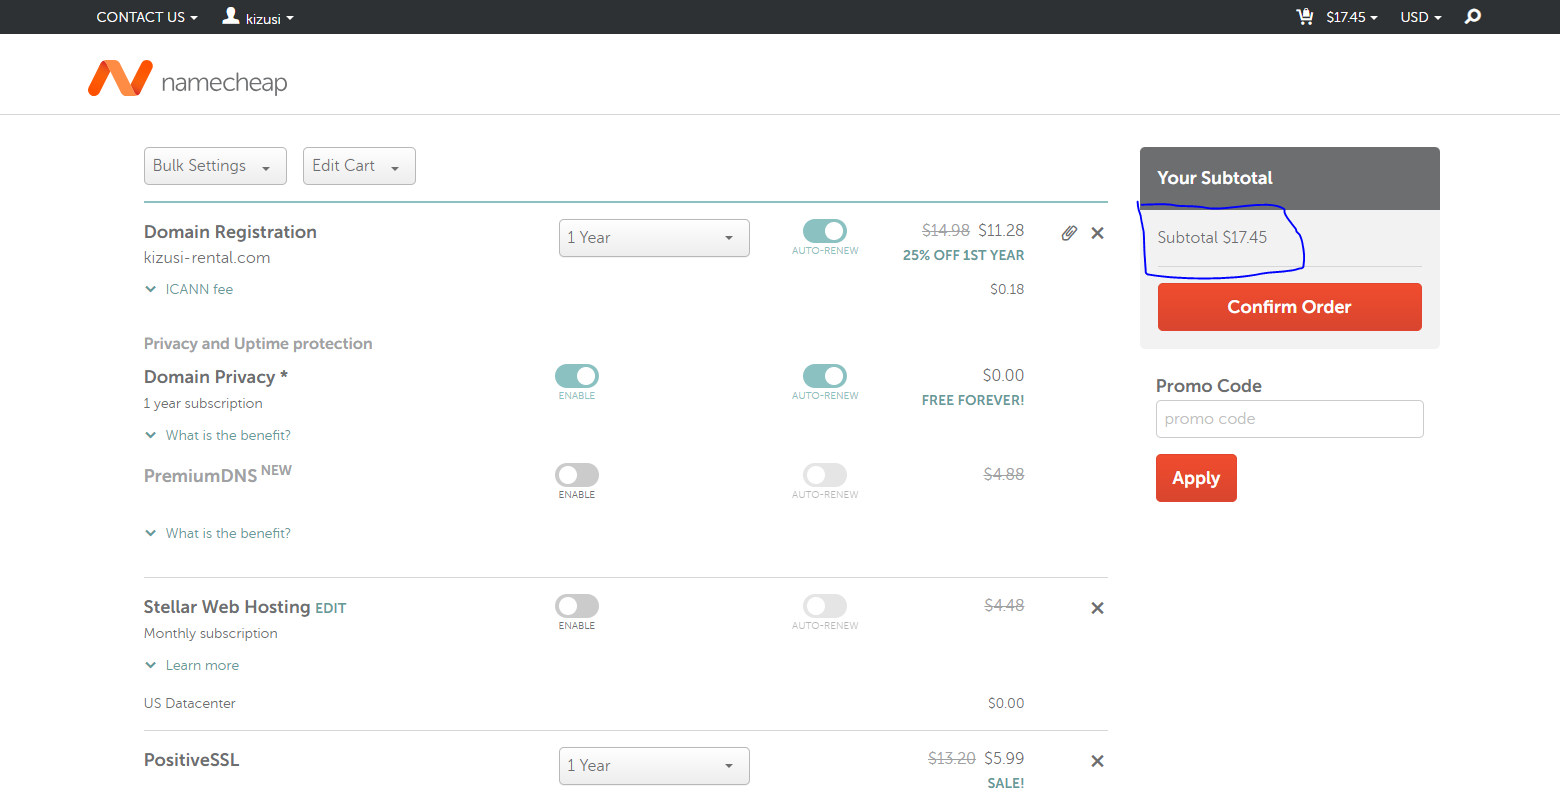 CONTACT US kizusi $17.45 USD
namecheap
Bulk Settings Edit Cart
Domain Registration 1 Year $14.98 $11.28
AUTO-RENEW
kizusi-rental.com 25% OFF 1ST YEAR
ICANN fee $0.18
Privacy and Uptime protection
Domain Privacy * $0.00
ENABLE AUTO-RENEW
1 year subscription FREE FOREVER!
What is the benefit?
PremiumDNS NEW $4.88
ENABLE AUTO-RENEW
What is the benefit?
Stellar Web Hosting EDIT $4.48
ENABLE AUTO-RENEW
Monthly subscription
Learn more
US Datacenter $0.00
PositiveSSL 1 Year $13.20 $5.99
SALE!
Your Subtotal
Subtotal $17.45
Confirm Order
Promo Code
promo code
Apply